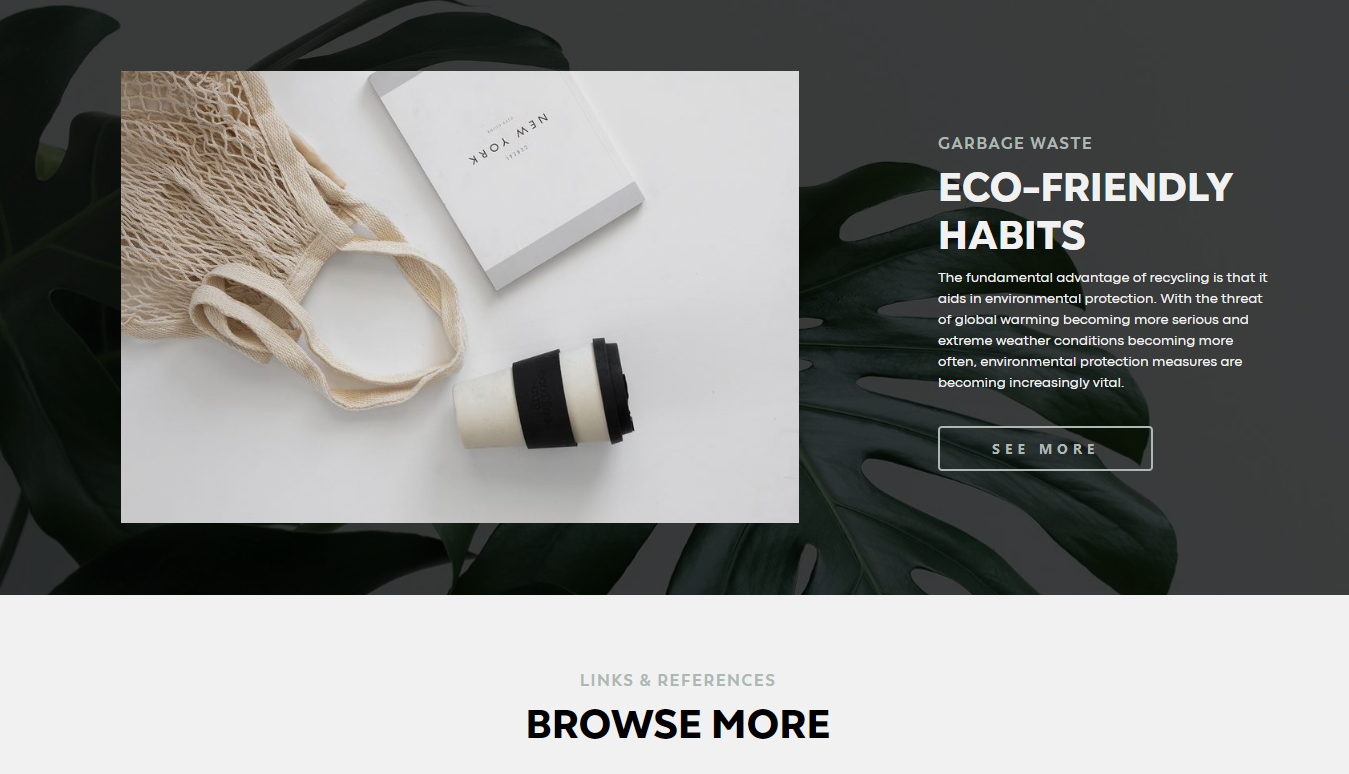 NEW YORK
CEREAL
GARBAGE WASTE
ECO-FRIENDLY
HABITS
The fundamental advantage of recycling is that it
aids in environmental protection. With the threat
of global warming becoming more serious and
extreme weather conditions becoming more
often, environmental protection measures are
becoming increasingly vital.
SEE MORE
LINKS & REFERENCES
BROWSE MORE